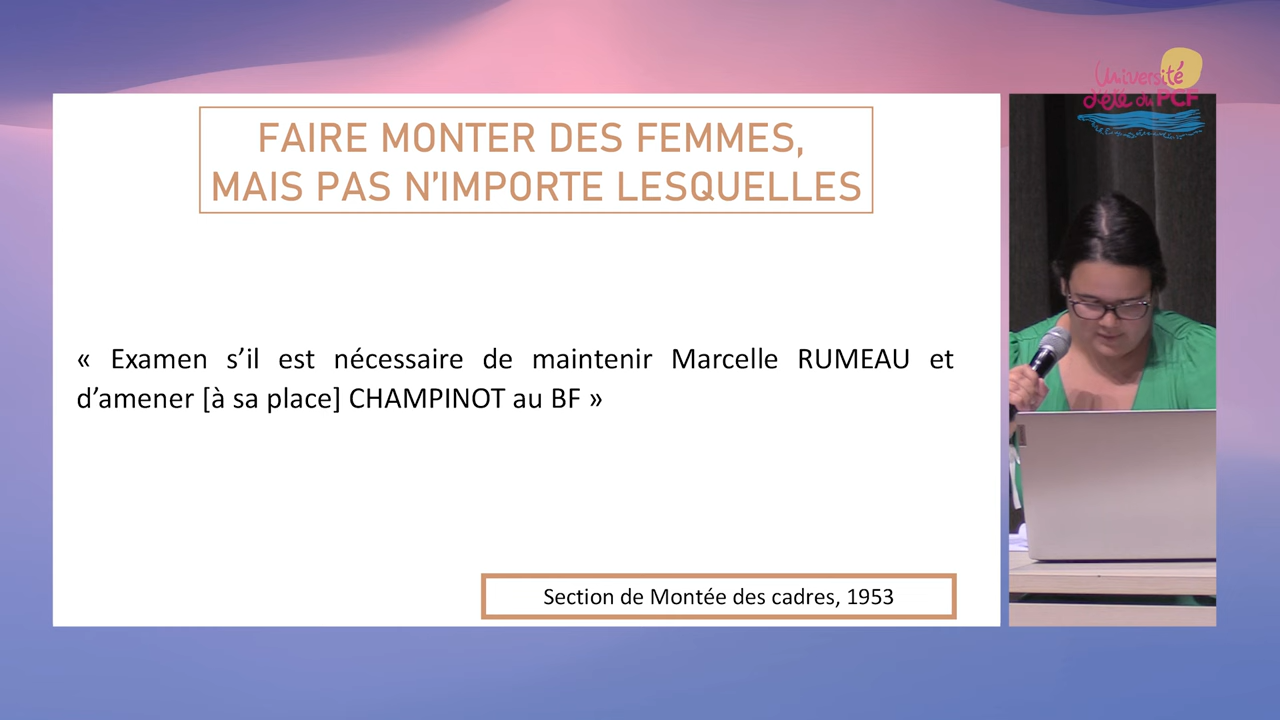 Université
d'été du PCF
FAIRE MONTER DES FEMMES,
MAIS PAS N'IMPORTE LESQUELLES
« Examen s'il est nécessaire de maintenir Marcelle RUMEAU et
d'amener [à sa place] CHAMPINOT au BF »
Section de Montée des cadres, 1953